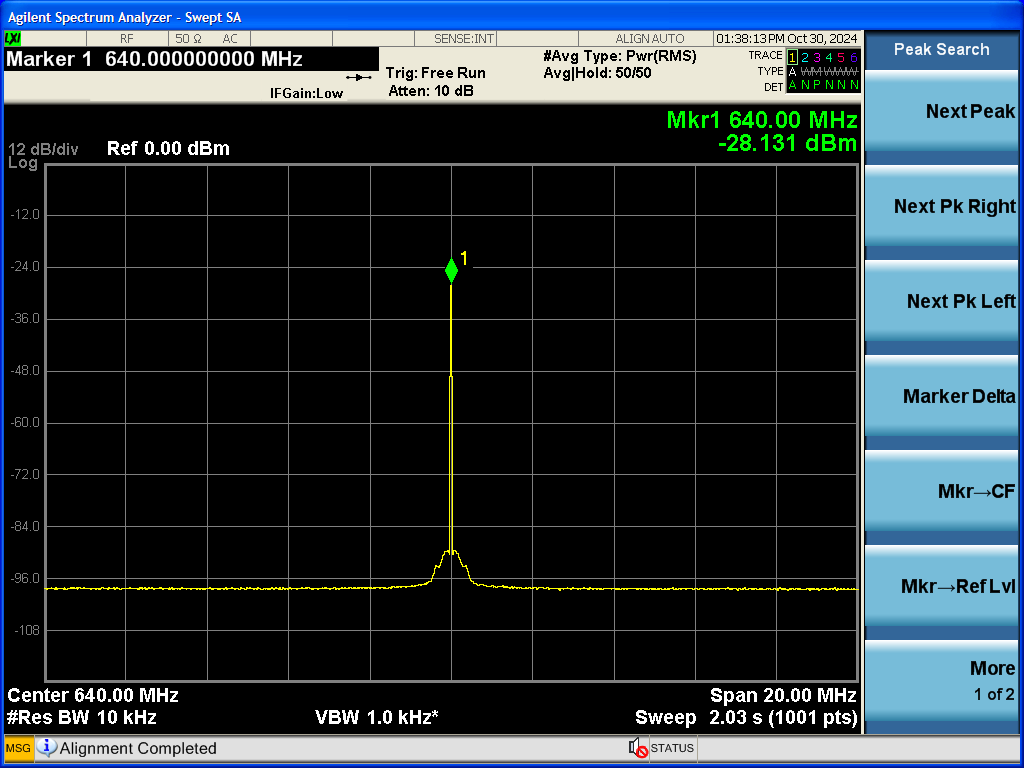 Agilent Spectrum Analyzer - Swept SA
LXI RF 50 Ω AC SENSE:INT ALIGN AUTO 01:38:13PM Oct 30, 2024
Marker 1 640.000000000 MHz
IFGain:Low
Trig: Free Run
Atten: 10 dB
#Avg Type: Pwr(RMS)
Avg|Hold: 50/50
TRACE 1 2 3 4 5 6
TYPE A WWWWW
DET A N P N N N
Mkr1 640.00 MHz
-28.131 dBm
12 dB/div Ref 0.00 dBm
Log
-12.0
-24.0
-36.0
-48.0
-60.0
-72.0
-84.0
-96.0
-108
1
Center 640.00 MHz Span 20.00 MHz
#Res BW 10 kHz VBW 1.0 kHz* Sweep 2.03 s (1001 pts)
MSG Alignment Completed STATUS
Peak Search
Next Peak
Next Pk Right
Next Pk Left
Marker Delta
Mkr→CF
Mkr→Ref Lvl
More
1 of 2